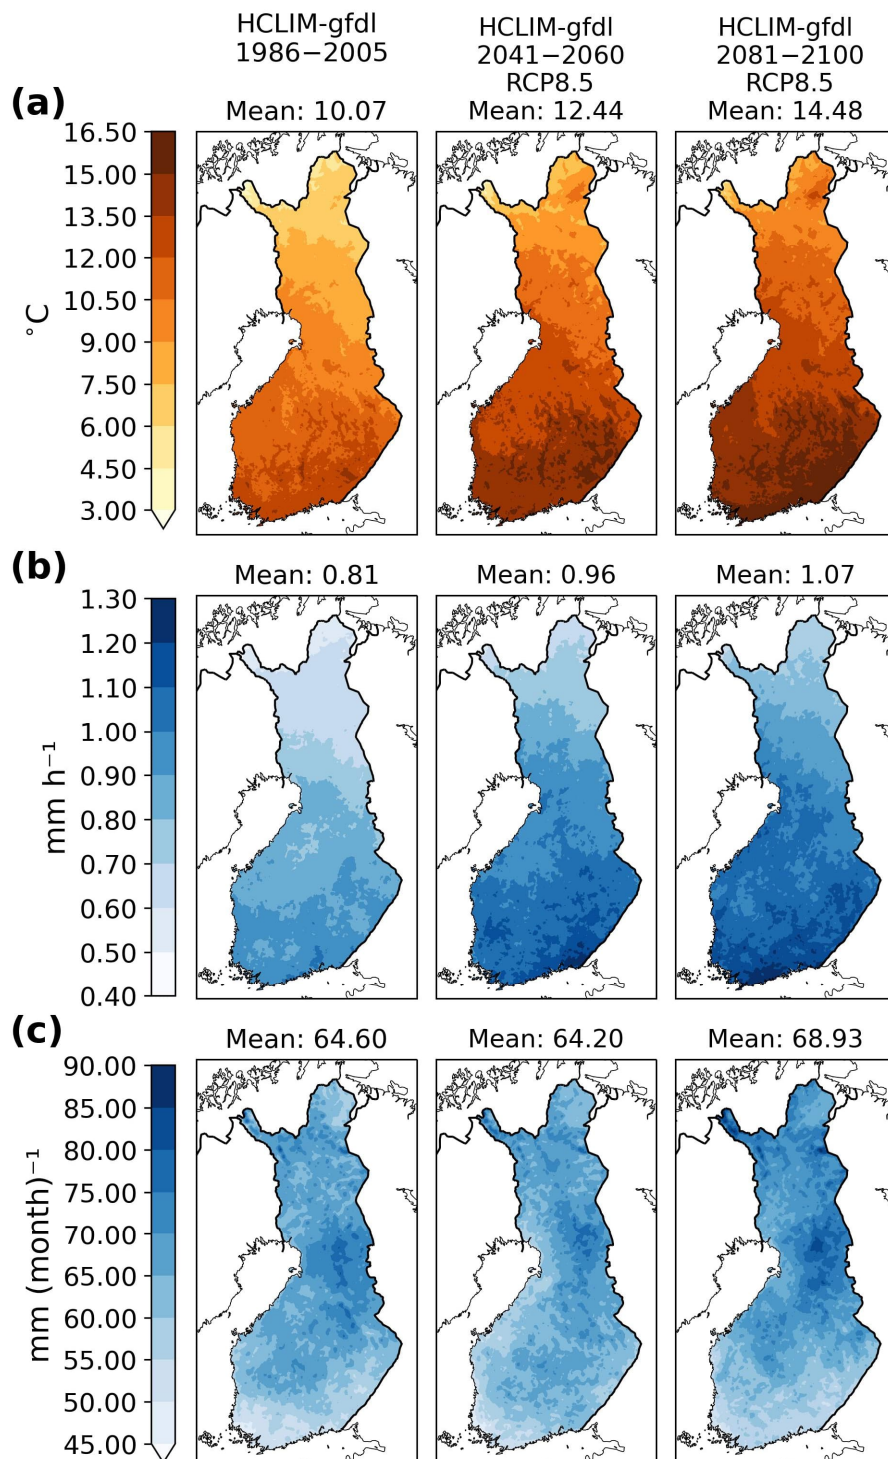 HCLIM-gfdl
1986−2005
HCLIM-gfdl
2041−2060
RCP8.5
HCLIM-gfdl
2081−2100
RCP8.5
(a)
Mean: 10.07
Mean: 12.44
Mean: 14.48
16.50
15.00
13.50
12.00
10.50
9.00
7.50
6.00
4.50
3.00
°C
(b)
Mean: 0.81
Mean: 0.96
Mean: 1.07
1.30
1.20
1.10
1.00
0.90
0.80
0.70
0.60
0.50
0.40
mm h⁻¹
(c)
Mean: 64.60
Mean: 64.20
Mean: 68.93
90.00
85.00
80.00
75.00
70.00
65.00
60.00
55.00
50.00
45.00
mm (month)⁻¹